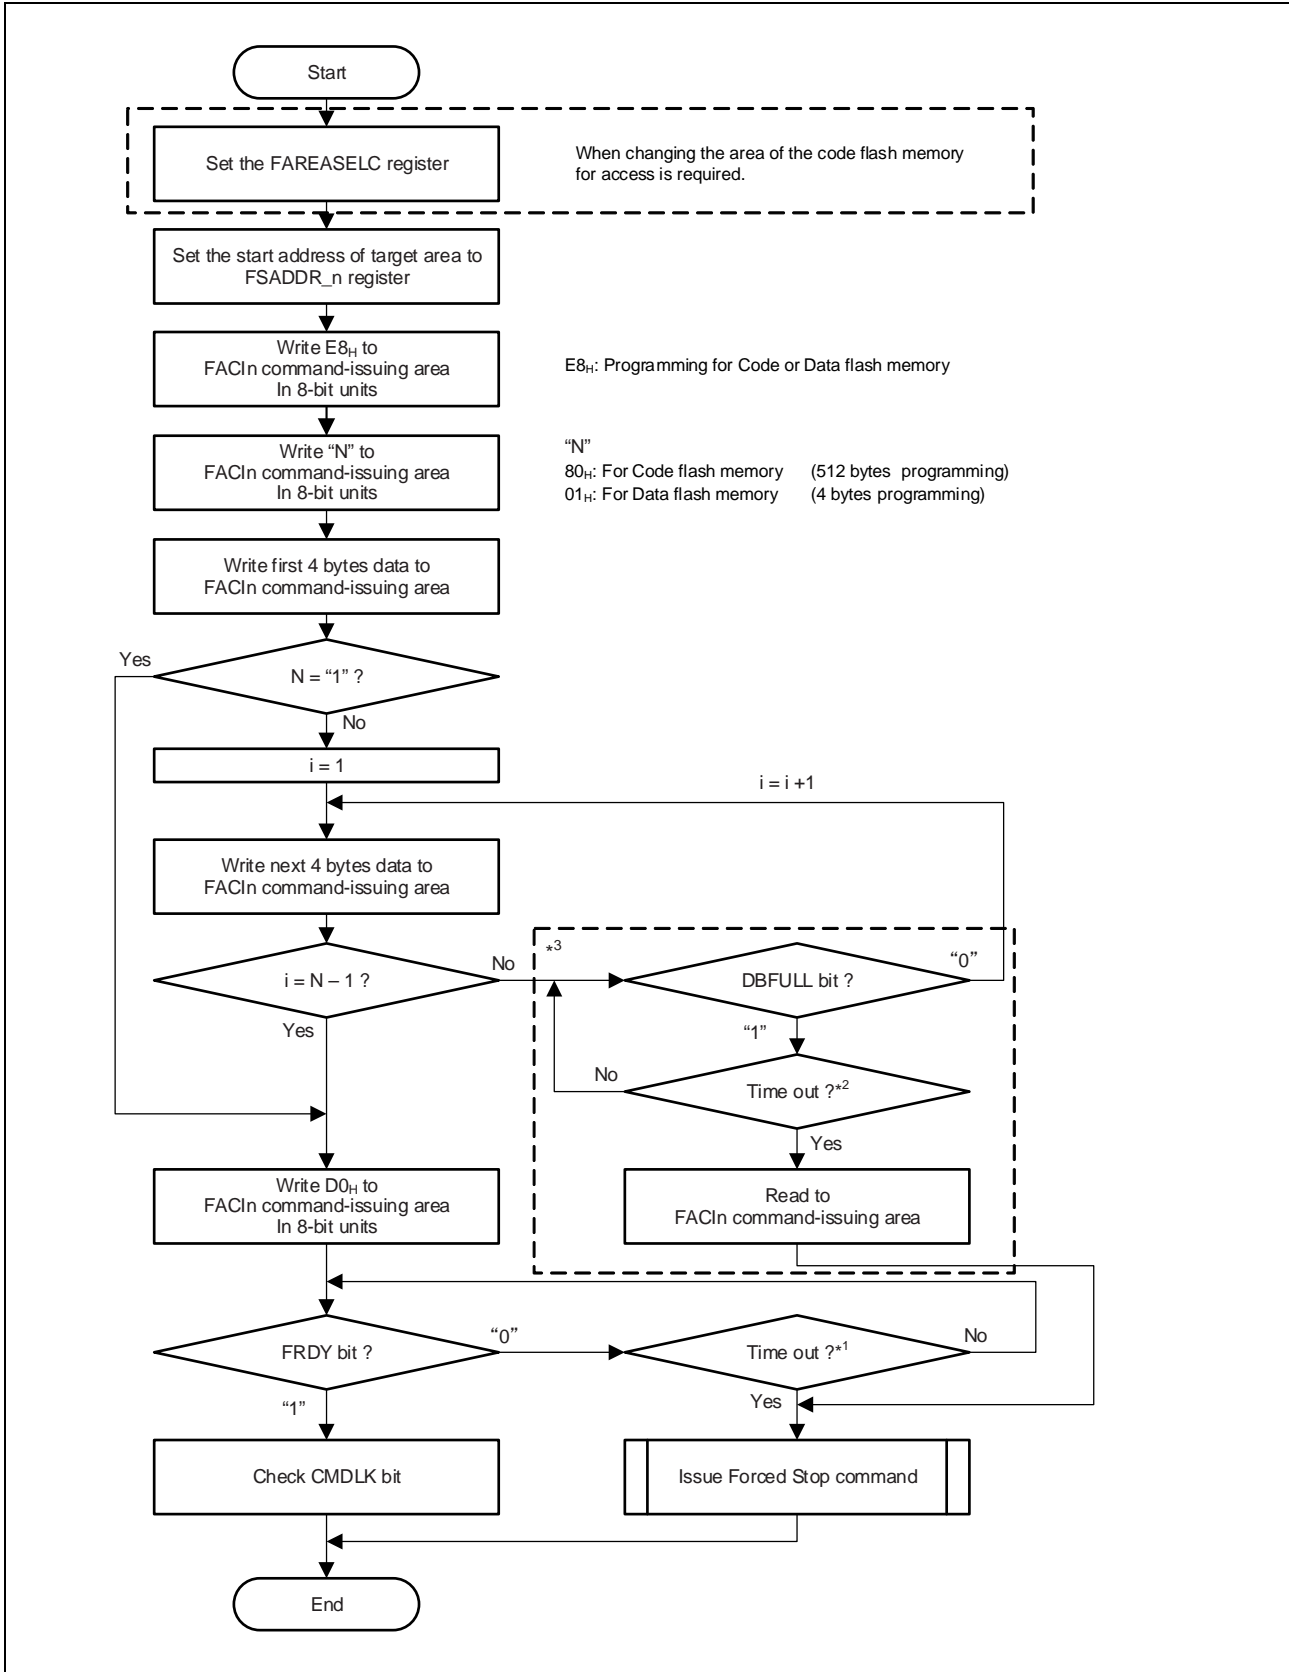 Start
Set the FAREASELC register
When changing the area of the code flash memory
for access is required.
Set the start address of target area to
FSADDR_n register
Write E8H to
FACIn command-issuing area
In 8-bit units
E8H: Programming for Code or Data flash memory
Write “N” to
FACIn command-issuing area
In 8-bit units
“N”
80H: For Code flash memory (512 bytes programming)
01H: For Data flash memory (4 bytes programming)
Write first 4 bytes data to
FACIn command-issuing area
Yes
N = “1” ?
No
i = 1
i = i +1
Write next 4 bytes data to
FACIn command-issuing area
i = N – 1 ?
No
*3
DBFULL bit ?
“0”
Yes
“1”
No
Time out ?*2
Yes
Write D0H to
FACIn command-issuing area
In 8-bit units
Read to
FACIn command-issuing area
FRDY bit ?
“0”
Time out ?*1
No
“1”
Yes
Check CMDLK bit
Issue Forced Stop command
End